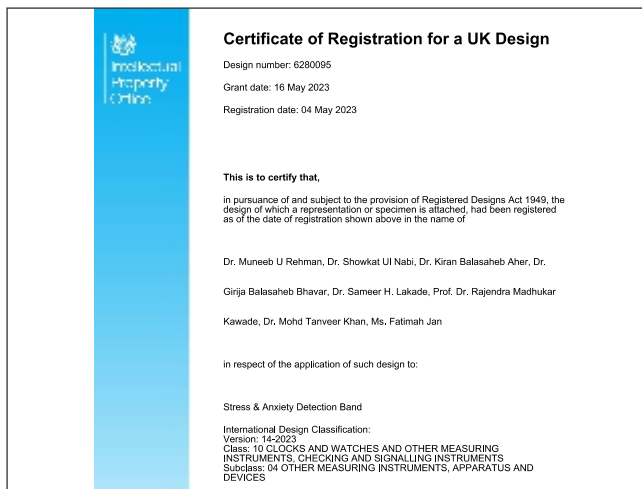 Intellectual
Property
Office
Certificate of Registration for a UK Design
Design number: 6280095
Grant date: 16 May 2023
Registration date: 04 May 2023
This is to certify that,
in pursuance of and subject to the provision of Registered Designs Act 1949, the
design of which a representation or specimen is attached, had been registered
as of the date of registration shown above in the name of
Dr. Muneeb U Rehman, Dr. Showkat Ul Nabi, Dr. Kiran Balasaheb Aher, Dr.
Girija Balasaheb Bhavar, Dr. Sameer H. Lakade, Prof. Dr. Rajendra Madhukar
Kawade, Dr. Mohd Tanveer Khan, Ms. Fatimah Jan
in respect of the application of such design to:
Stress & Anxiety Detection Band
International Design Classification:
Version: 14-2023
Class: 10 CLOCKS AND WATCHES AND OTHER MEASURING
INSTRUMENTS, CHECKING AND SIGNALLING INSTRUMENTS
Subclass: 04 OTHER MEASURING INSTRUMENTS, APPARATUS AND
DEVICES